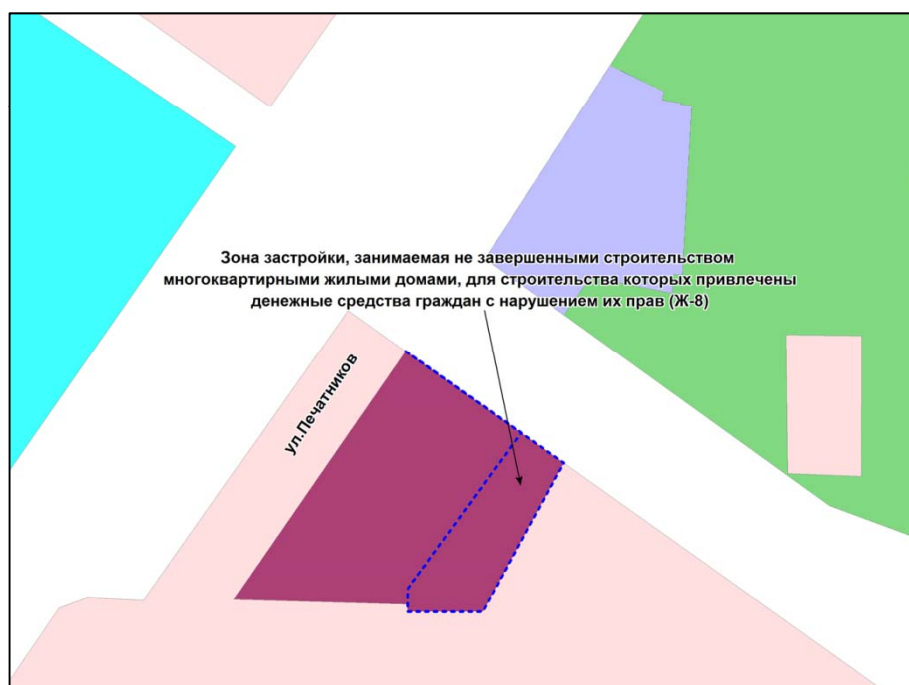 Зона застройки, занимаемая не завершенными строительством
многоквартирными жилыми домами, для строительства которых привлечены
денежные средства граждан с нарушением их прав (Ж-8)
ул.Печатников